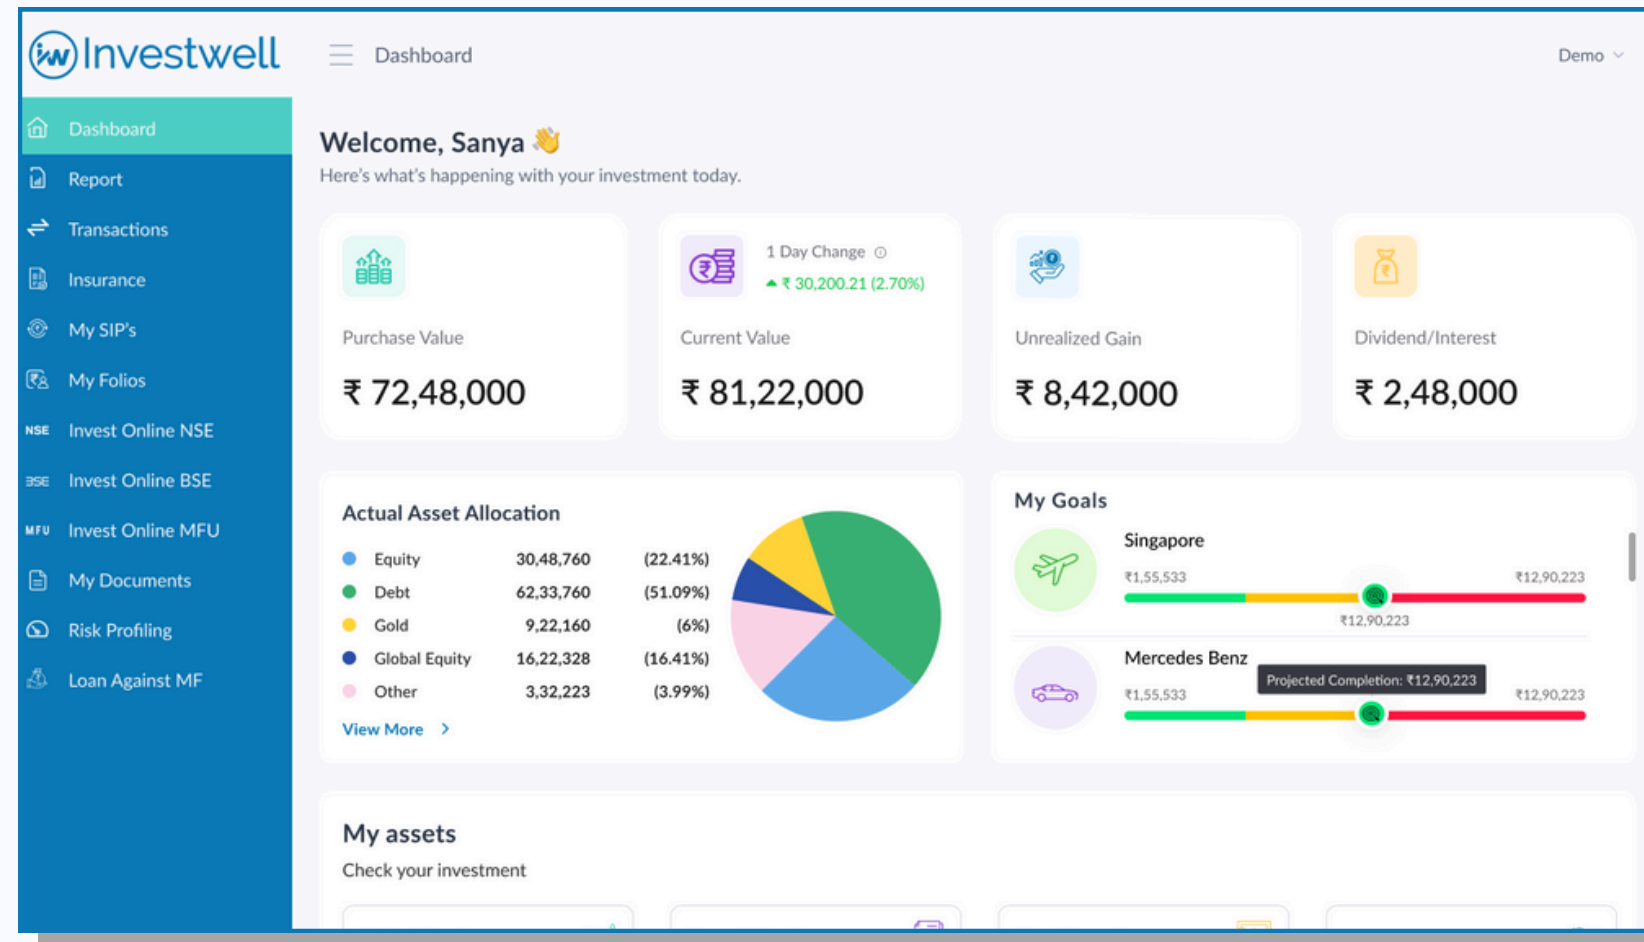 Investwell
Dashboard
Demo
Dashboard
Report
Transactions
Insurance
My SIP's
My Folios
NSE Invest Online NSE
BSE Invest Online BSE
MFU Invest Online MFU
My Documents
Risk Profiling
Loan Against MF
Welcome, Sanya 👋
Here's what's happening with your investment today.
Purchase Value
₹ 72,48,000
1 Day Change
₹ 30,200.21 (2.70%)
Current Value
₹ 81,22,000
Unrealized Gain
₹ 8,42,000
Dividend/Interest
₹ 2,48,000
Actual Asset Allocation
Equity 30,48,760 (22.41%)
Debt 62,33,760 (51.09%)
Gold 9,22,160 (6%)
Global Equity 16,22,328 (16.41%)
Other 3,32,223 (3.99%)
View More
My Goals
Singapore
₹1,55,533 ₹12,90,223
₹12,90,223
Mercedes Benz
Projected Completion: ₹12,90,223
₹1,55,533 ₹12,90,223
My assets
Check your investment